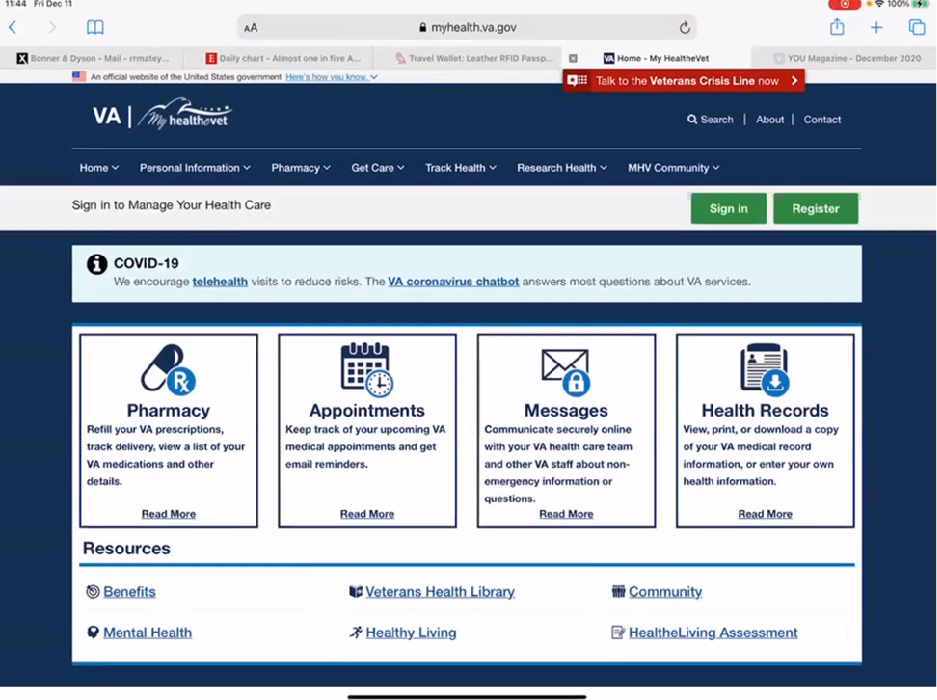 11:44 Fri Dec 11
100%
AA
myhealth.va.gov
Bonner & Dyson - Mail - rrrmatey...
Daily chart - Almost one in five A...
Travel Wallet: Leather RFID Passp...
Home - My HealtheVet
YOU Magazine - December 2020
An official website of the United States government Here's how you know.
Talk to the Veterans Crisis Line now
VA | My healthevet
Search | About | Contact
Home Personal Information Pharmacy Get Care Track Health Research Health MHV Community
Sign in to Manage Your Health Care
Sign in
Register
COVID-19
We encourage telehealth visits to reduce risks. The VA coronavirus chatbot answers most questions about VA services.
Pharmacy
Refill your VA prescriptions,
track delivery, view a list of your
VA medications and other
details.
Read More
Appointments
Keep track of your upcoming VA
medical appointments and get
email reminders.
Read More
Messages
Communicate securely online
with your VA health care team
and other VA staff about non-
emergency information or
questions.
Read More
Health Records
View, print, or download a copy
of your VA medical record
information, or enter your own
health information.
Read More
Resources
Benefits
Veterans Health Library
Community
Mental Health
Healthy Living
HealtheLiving Assessment